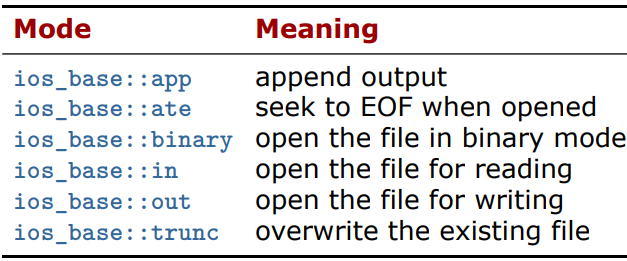 Mode Meaning
ios_base::app append output
ios_base::ate seek to EOF when opened
ios_base::binary open the file in binary mode
ios_base::in open the file for reading
ios_base::out open the file for writing
ios_base::trunc overwrite the existing file